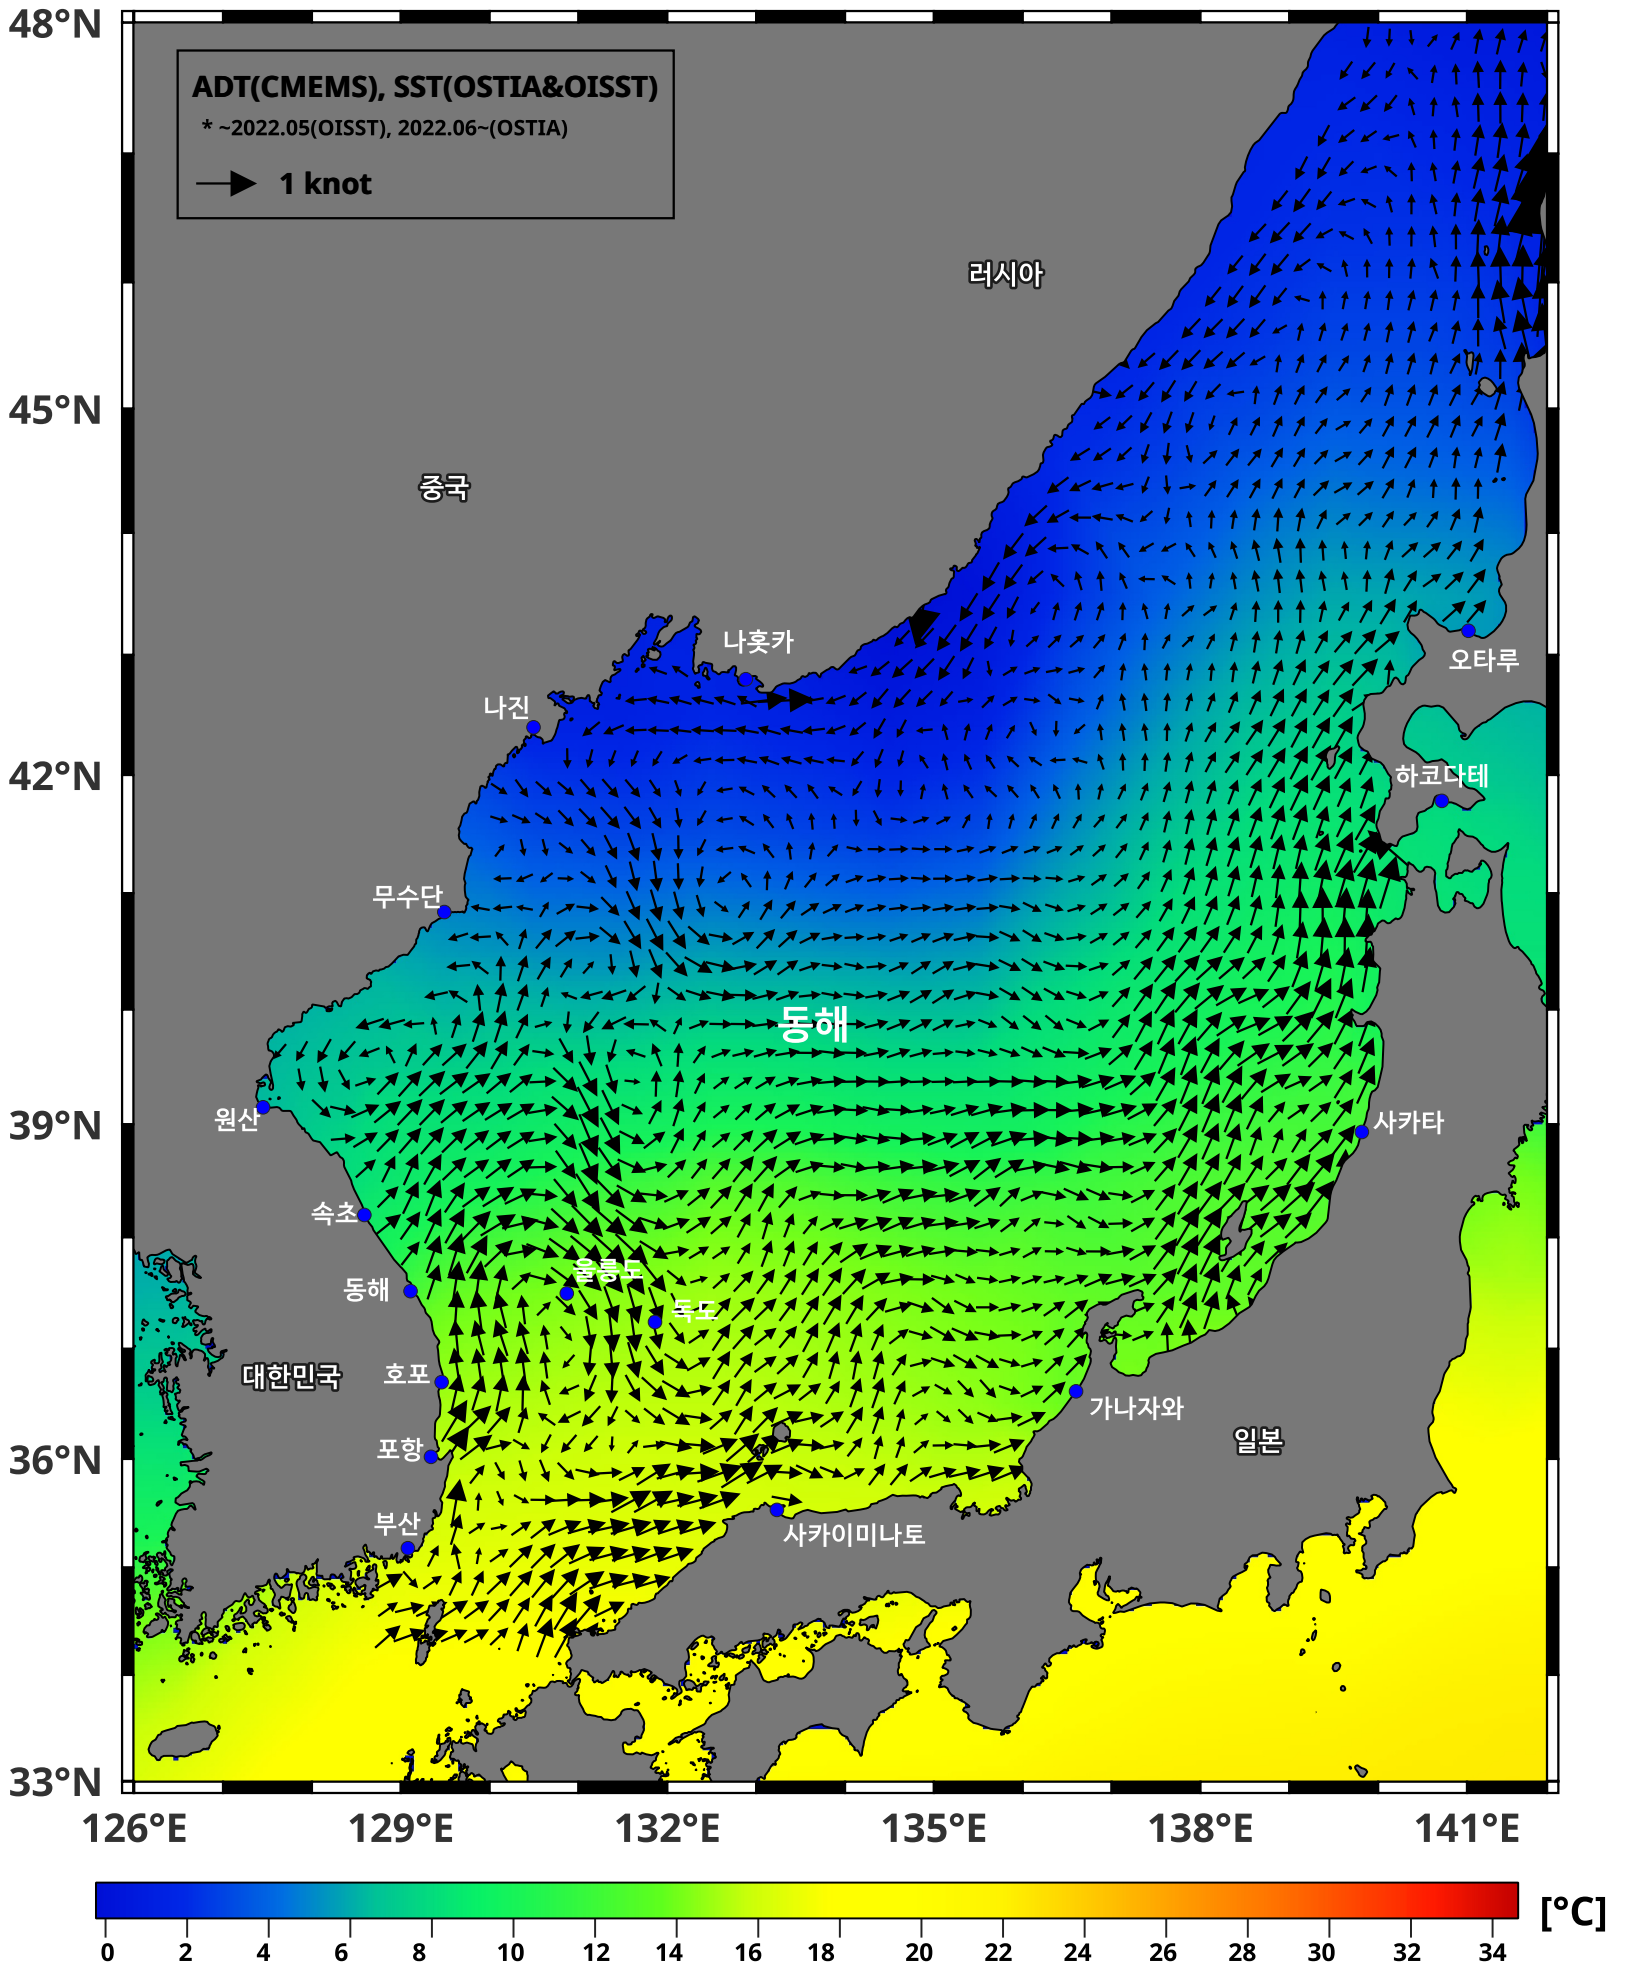 48°N
ADT(CMEMS), SST(OSTIA&OISST)
* ~2022.05(OISST), 2022.06~(OSTIA)
1 knot
러시아
45°N
중국
나홋카
오타루
나진
42°N
하코다테
무수단
동해
39°N
원산
사카타
속초
울릉도
동해
독도
대한민국
호포
가나자와
일본
36°N
포항
부산
사카이미나토
33°N
126°E 129°E 132°E 135°E 138°E 141°E
[°C]
0 2 4 6 8 10 12 14 16 18 20 22 24 26 28 30 32 34